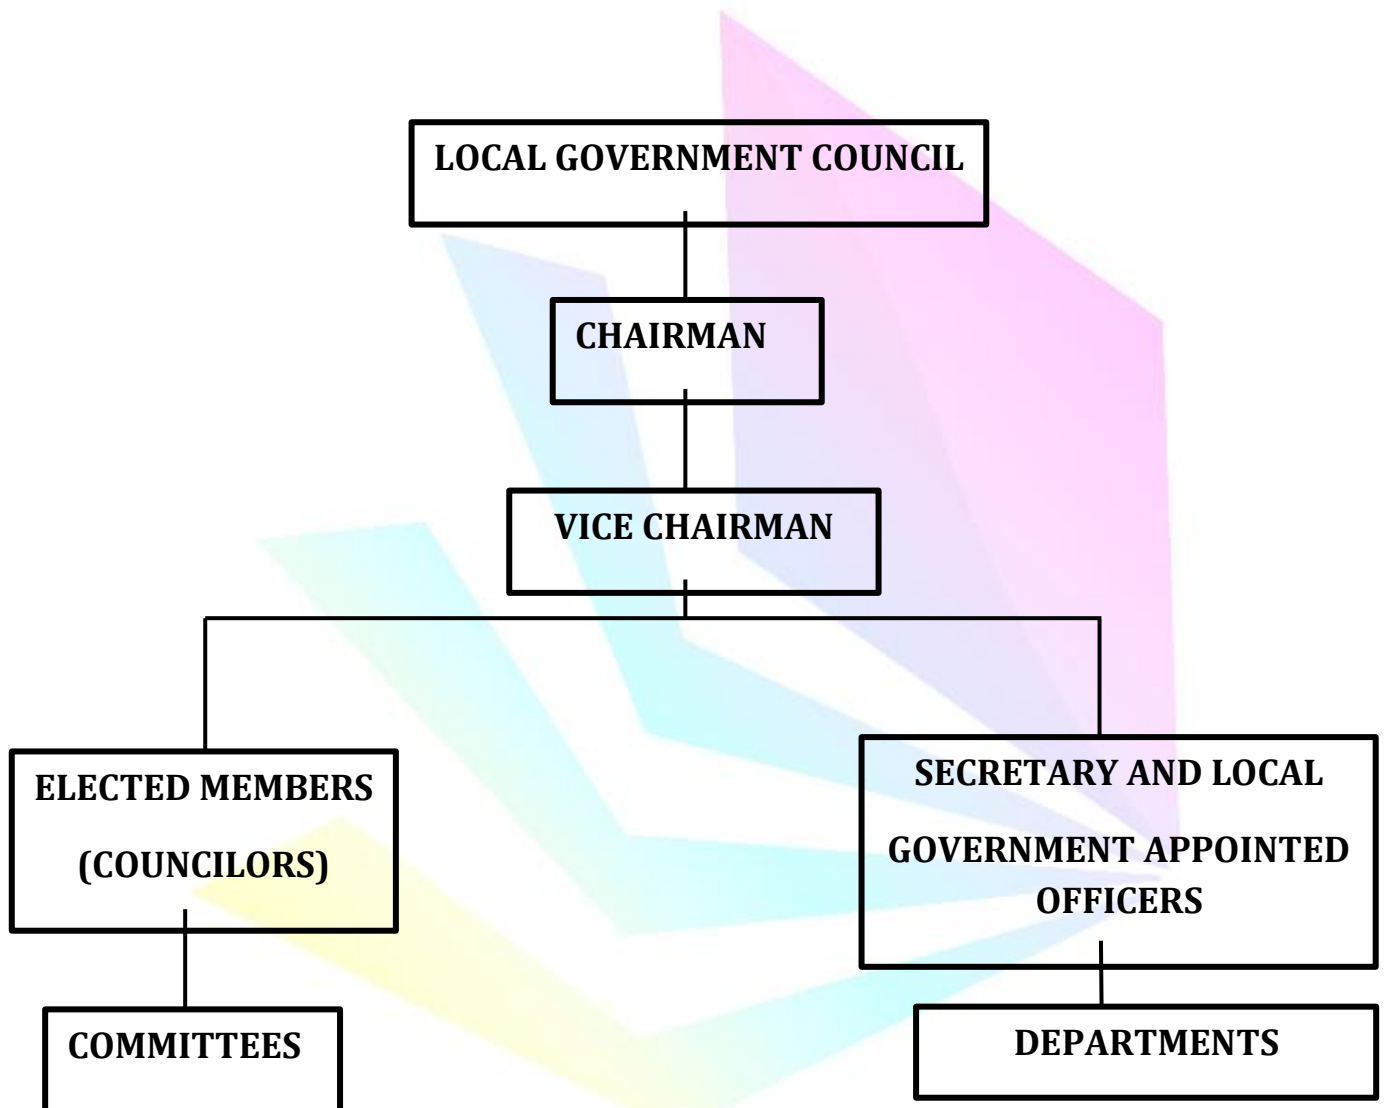 LOCAL GOVERNMENT COUNCIL
CHAIRMAN
VICE CHAIRMAN
ELECTED MEMBERS
(COUNCILORS)
SECRETARY AND LOCAL
GOVERNMENT APPOINTED
OFFICERS
COMMITTEES
DEPARTMENTS